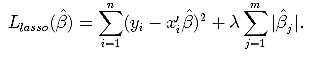 L_{lasso}(\hat{\beta}) = \sum_{i=1}^{n} (y_i - x_i'\hat{\beta})^2 + \lambda \sum_{j=1}^{m} |\hat{\beta}_j|.